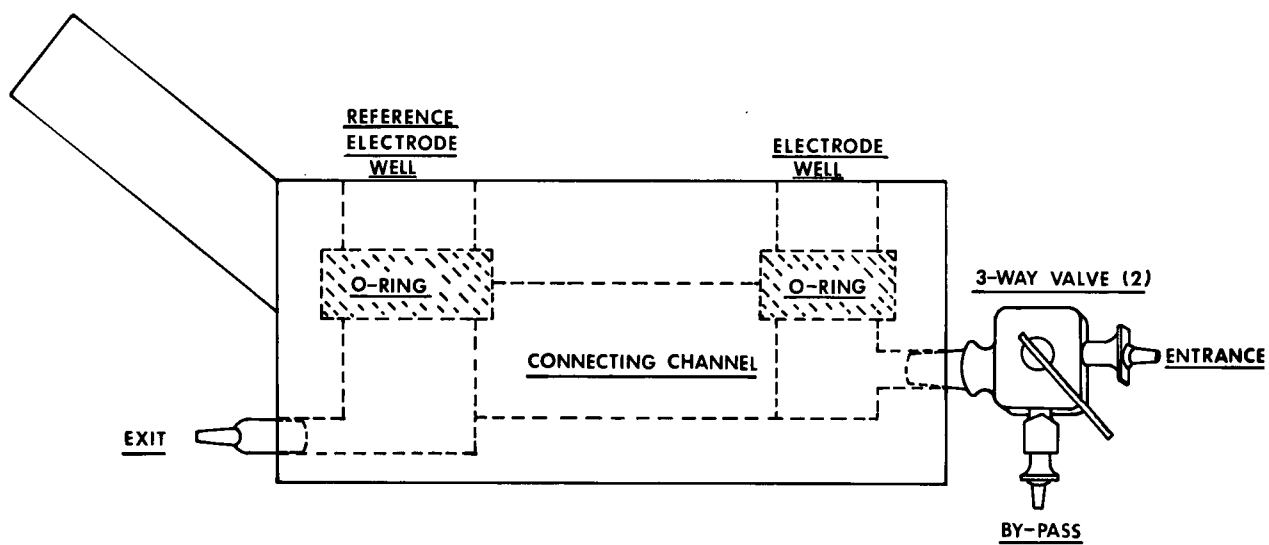 REFERENCE
ELECTRODE
WELL
ELECTRODE
WELL
O-RING
O-RING
3-WAY VALVE (2)
CONNECTING CHANNEL
ENTRANCE
EXIT
BY-PASS